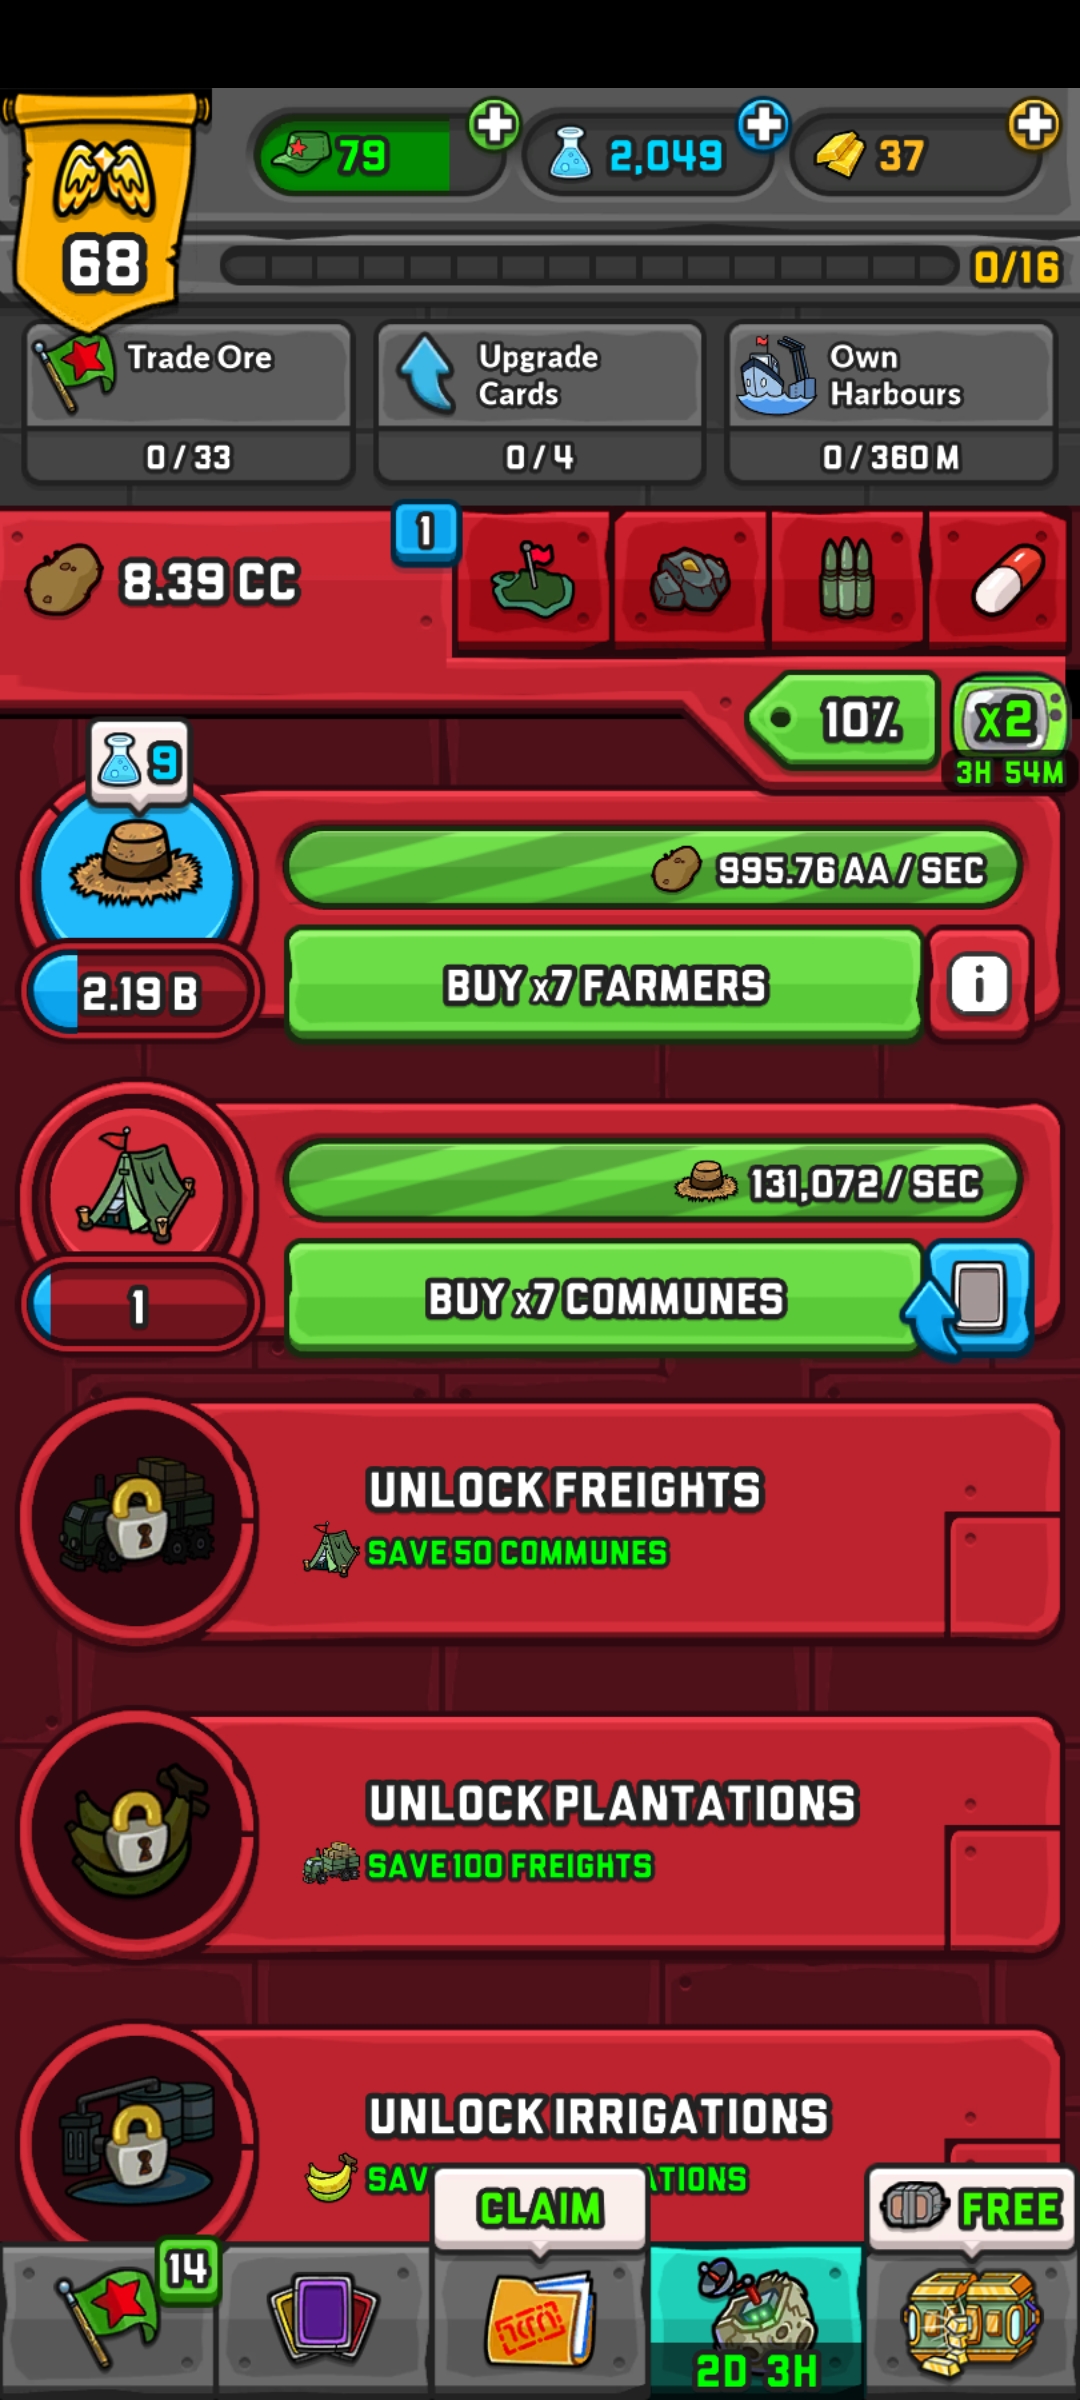 68
79
2,049
37
0/16
Trade Ore
0/33
Upgrade
Cards
0/4
Own
Harbours
0/360 M
8.39 CC
1
10%
x2
3H 54M
9
995.76 AA / SEC
2.19 B
BUY x7 FARMERS
i
131,072 / SEC
1
BUY x7 COMMUNES
UNLOCK FREIGHTS
SAVE 50 COMMUNES
UNLOCK PLANTATIONS
SAVE 100 FREIGHTS
UNLOCK IRRIGATIONS
CLAIM
FREE
14
2D 3H